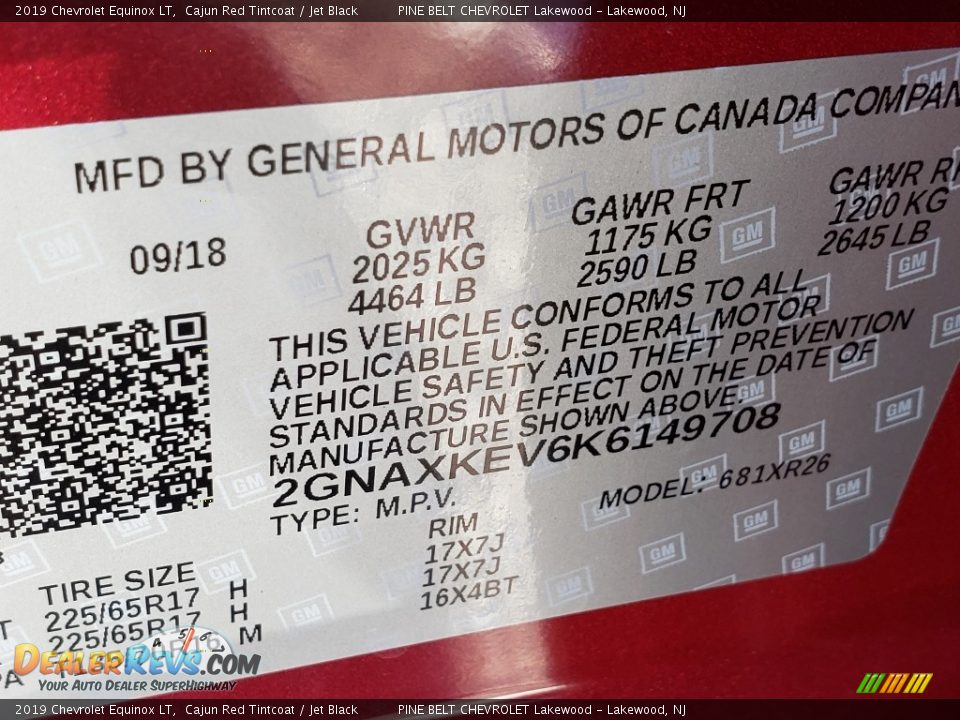 2019 Chevrolet Equinox LT, Cajun Red Tintcoat / Jet Black PINE BELT CHEVROLET Lakewood - Lakewood, NJ
MFD BY GENERAL MOTORS OF CANADA COMPAN
09/18
GVWR
2025 KG
4464 LB
GAWR FRT
1175 KG
2590 LB
GAWR R
1200 KG
2645 LB
THIS VEHICLE CONFORMS TO ALL
APPLICABLE U.S. FEDERAL MOTOR
VEHICLE SAFETY AND THEFT PREVENTION
STANDARDS IN EFFECT ON THE DATE OF
MANUFACTURE SHOWN ABOVE.
2GNAXKEV6K6149708
TYPE: M.P.V.
MODEL: 681XR26
TIRE SIZE
225/65R17 H
225/65R17 H
M
RIM
17X7J
17X7J
16X4BT
DealerRevs.com
Your Auto Dealer SuperHighway
2019 Chevrolet Equinox LT, Cajun Red Tintcoat / Jet Black PINE BELT CHEVROLET Lakewood - Lakewood, NJ